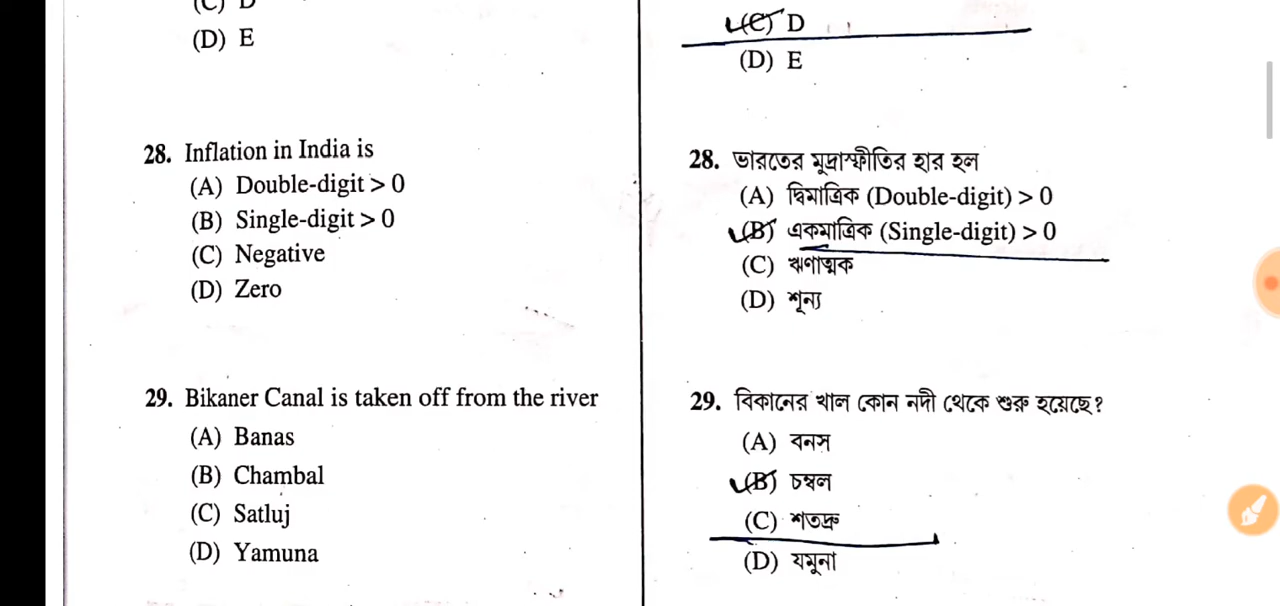 (C) D
(D) E
28. Inflation in India is
(A) Double-digit > 0
(B) Single-digit > 0
(C) Negative
(D) Zero
29. Bikaner Canal is taken off from the river
(A) Banas
(B) Chambal
(C) Satluj
(D) Yamuna
(C) D
(D) E
28. ভারতের মুদ্রাস্ফীতির হার হল
(A) দ্বিমাত্রিক (Double-digit) > 0
(B) একমাত্রিক (Single-digit) > 0
(C) ঋণাত্মক
(D) শূন্য
29. বিকানের খাল কোন নদী থেকে শুরু হয়েছে?
(A) বনস
(B) চম্বল
(C) শতদ্রু
(D) যমুনা